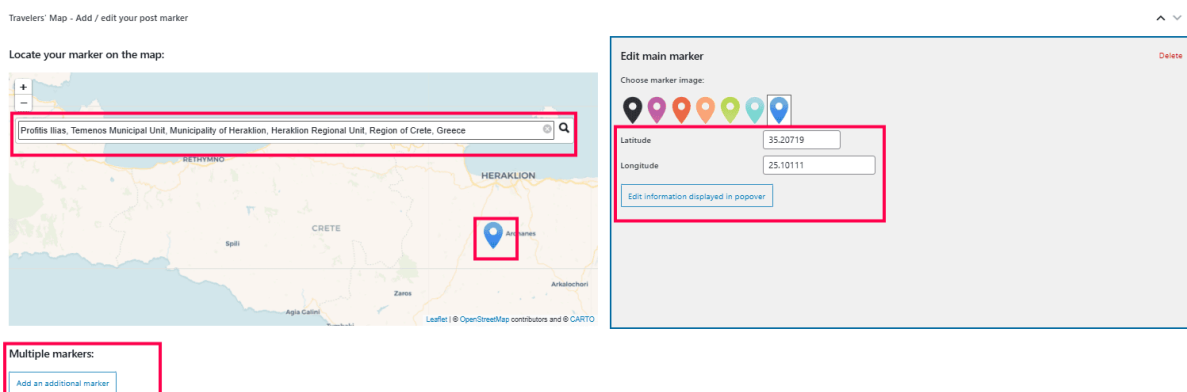 Travelers' Map - Add / edit your post marker
Locate your marker on the map:
+
−
Profitis Ilias, Temenos Municipal Unit, Municipality of Heraklion, Heraklion Regional Unit, Region of Crete, Greece
RETHYMNO
HERAKLION
CRETE
Spili
Zaros
Arkalochori
Agia Galini
Leaflet | © OpenStreetMap contributors and © CARTO
Edit main marker
Delete
Choose marker image:
Latitude
35.20719
Longitude
25.10111
Edit information displayed in popover
Multiple markers:
Add an additional marker